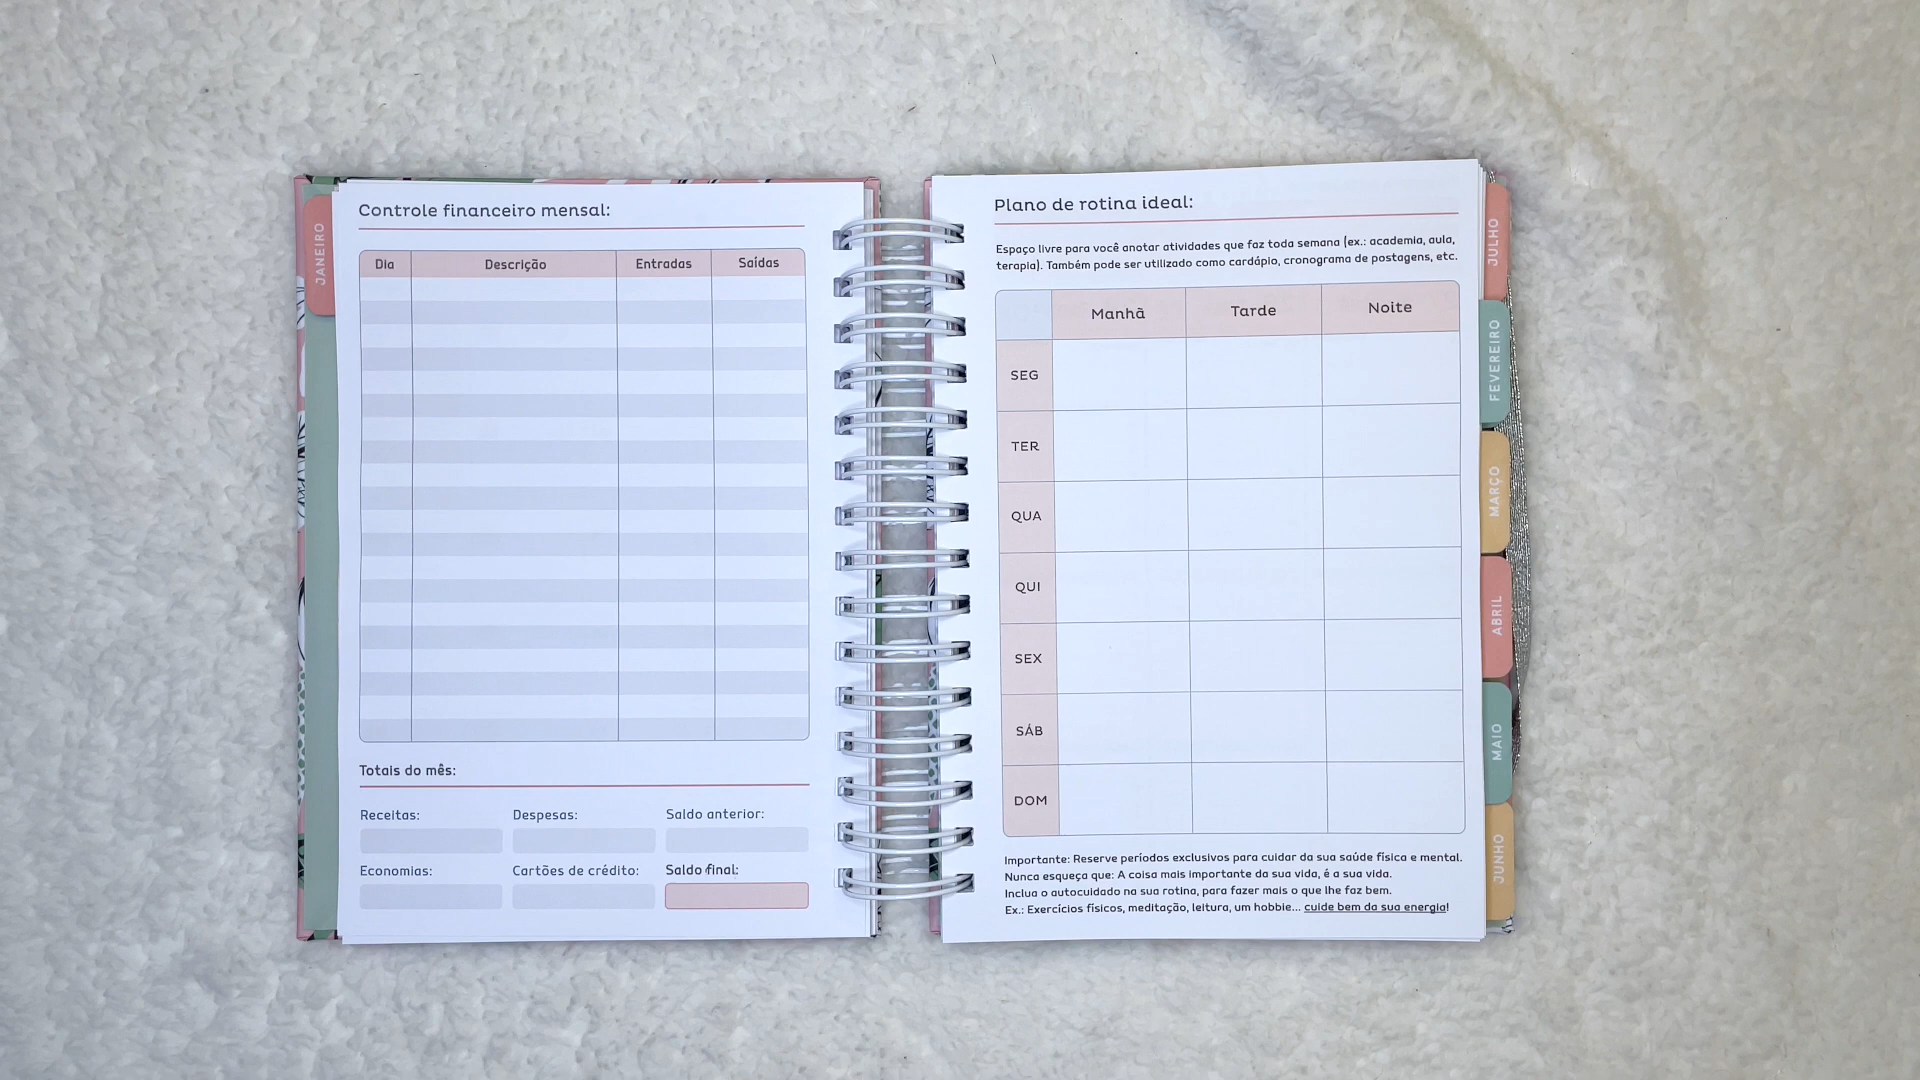 JANEIRO
Controle financeiro mensal:
Dia Descrição Entradas Saídas
Totais do mês:
Receitas: Despesas: Saldo anterior:
Economias: Cartões de crédito: Saldo final:
Plano de rotina ideal:
Espaço livre para você anotar atividades que faz toda semana (ex.: academia, aula,
terapia). Também pode ser utilizado como cardápio, cronograma de postagens, etc.
Manhã Tarde Noite
SEG
TER
QUA
QUI
SEX
SÁB
DOM
Importante: Reserve períodos exclusivos para cuidar da sua saúde física e mental.
Nunca esqueça que: A coisa mais importante da sua vida, é a sua vida.
Inclua o autocuidado na sua rotina, para fazer mais o que lhe faz bem.
Ex.: Exercícios físicos, meditação, leitura, um hobbie... cuide bem da sua energia!
JULHO
FEVEREIRO
MARÇO
ABRIL
MAIO
JUNHO